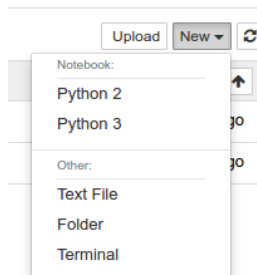 Upload New
Notebook:
Python 2
Python 3
go
Other:
go
Text File
Folder
Terminal